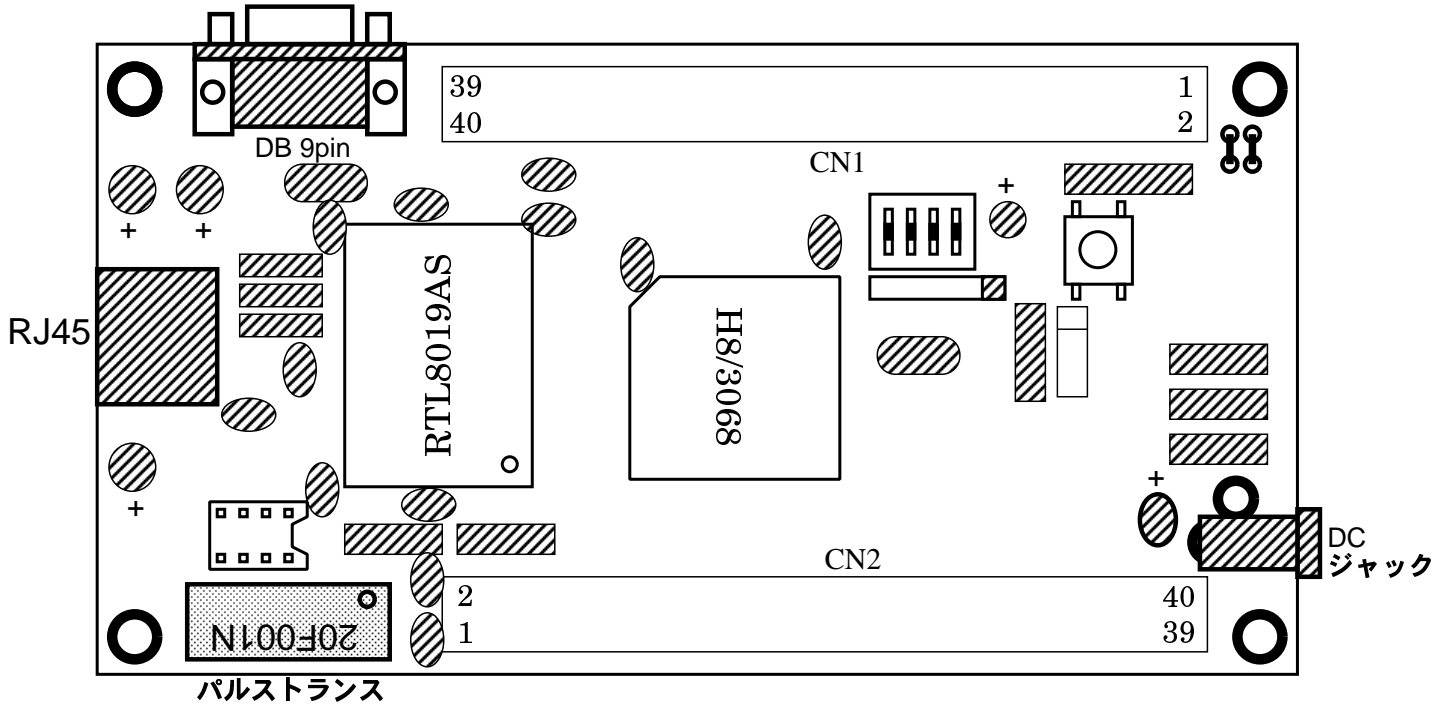 39 1
40 2
DB 9pin
CN1
+
+ +
RTL8019AS
RJ45
H8/3068
+
+
CN2
DC
ジャック
2 40
1 39
20F001N
パルストランス